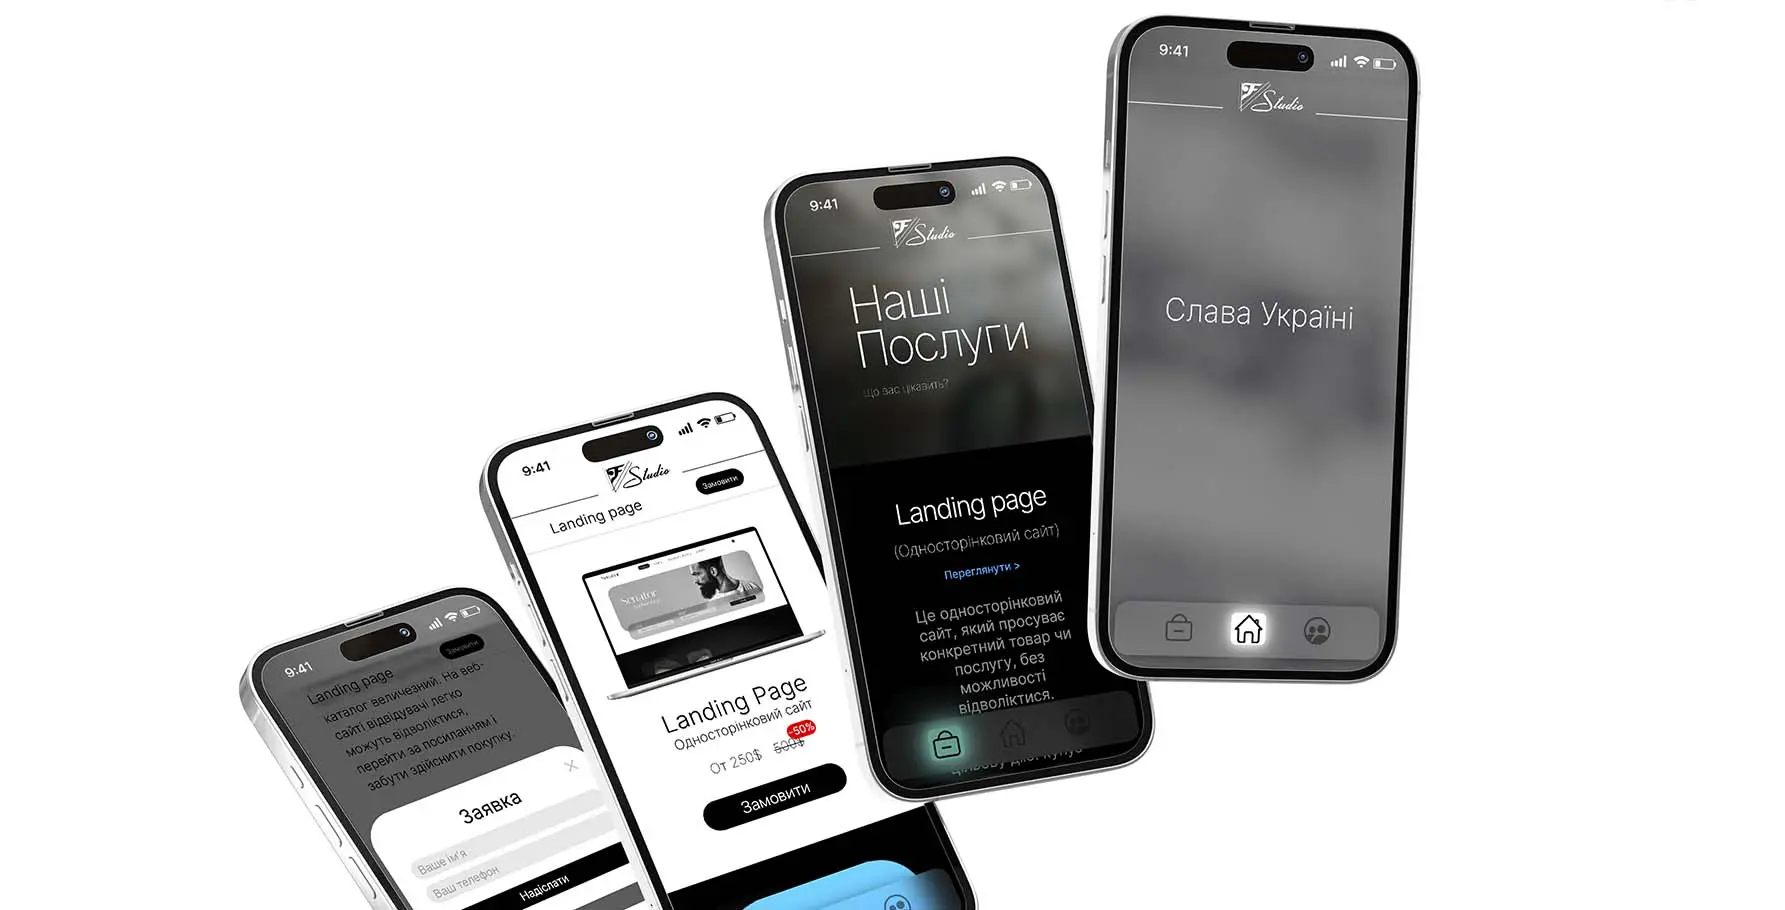 9:41
Studio
Слава Україні
9:41
Studio
Наші
Послуги
Що вас цікавить?
Landing page
(Односторінковий сайт)
Переглянути >
Це односторінковий
сайт, який просуває
конкретний товар чи
послугу, без
можливості
відволіктися.
9:41
Studio
Замовити
Landing page
Senator
Landing Page
Односторінковий сайт
-50%
От 250$ 500$
Замовити
9:41
Замовити
Landing page
каталог величезний. На веб-
сайті відвідувачі легко
можуть відволіктися,
перейти за посиланням і
забути здійснити покупку.
Заявка
Ваше ім'я
Ваш телефон
Надіслати